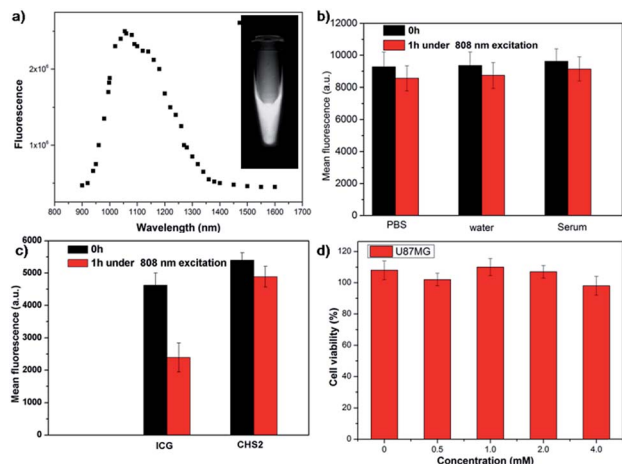 a)
Fluorescence
2x10⁶
1x10⁶
800 900 1000 1100 1200 1300 1400 1500 1600 1700
Wavelength (nm)
b)
0h
1h under 808 nm excitation
Mean fluorescence (a.u.)
12000
10000
8000
6000
4000
2000
0
PBS water Serum
c)
0h
1h under 808 nm excitation
Mean fluorescence (a.u.)
6000
5000
4000
3000
2000
1000
0
ICG CHS2
d)
U87MG
Cell viability (%)
120
100
80
60
40
20
0
0 0.5 1.0 2.0 4.0
Concentration (mM)